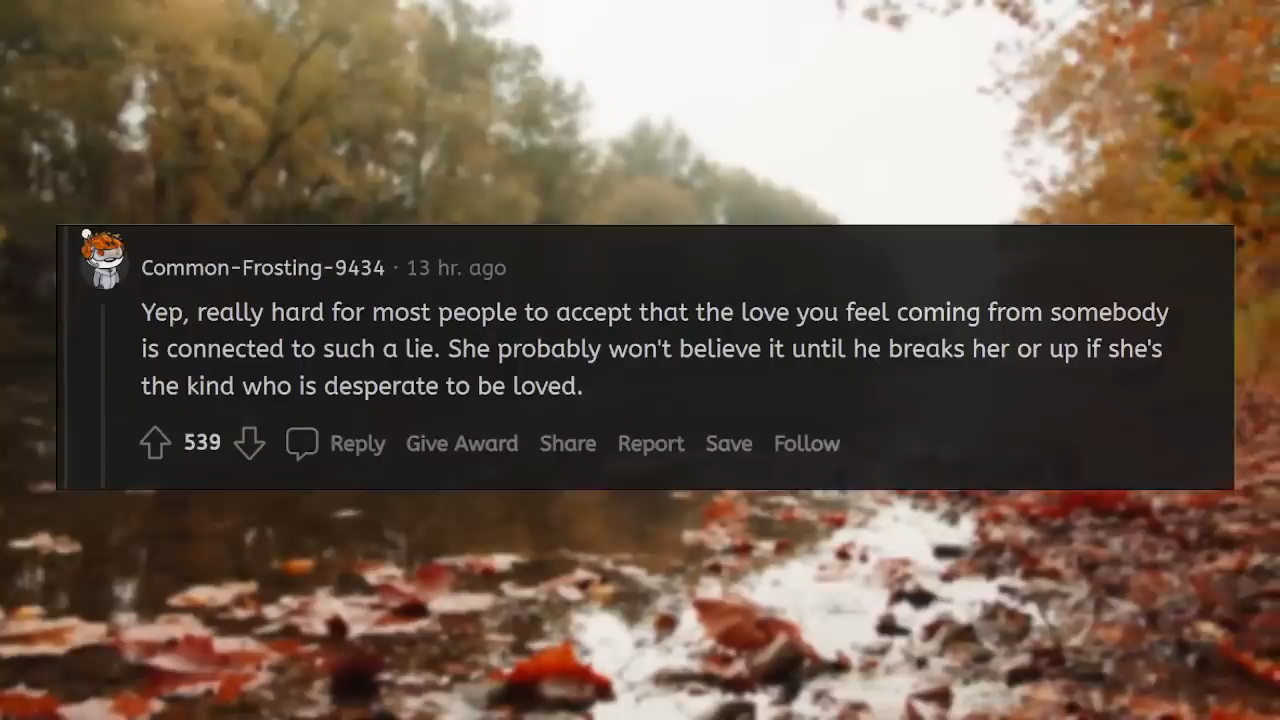 Common-Frosting-9434 · 13 hr. ago
Yep, really hard for most people to accept that the love you feel coming from somebody
is connected to such a lie. She probably won't believe it until he breaks her or up if she's
the kind who is desperate to be loved.
539 Reply Give Award Share Report Save Follow